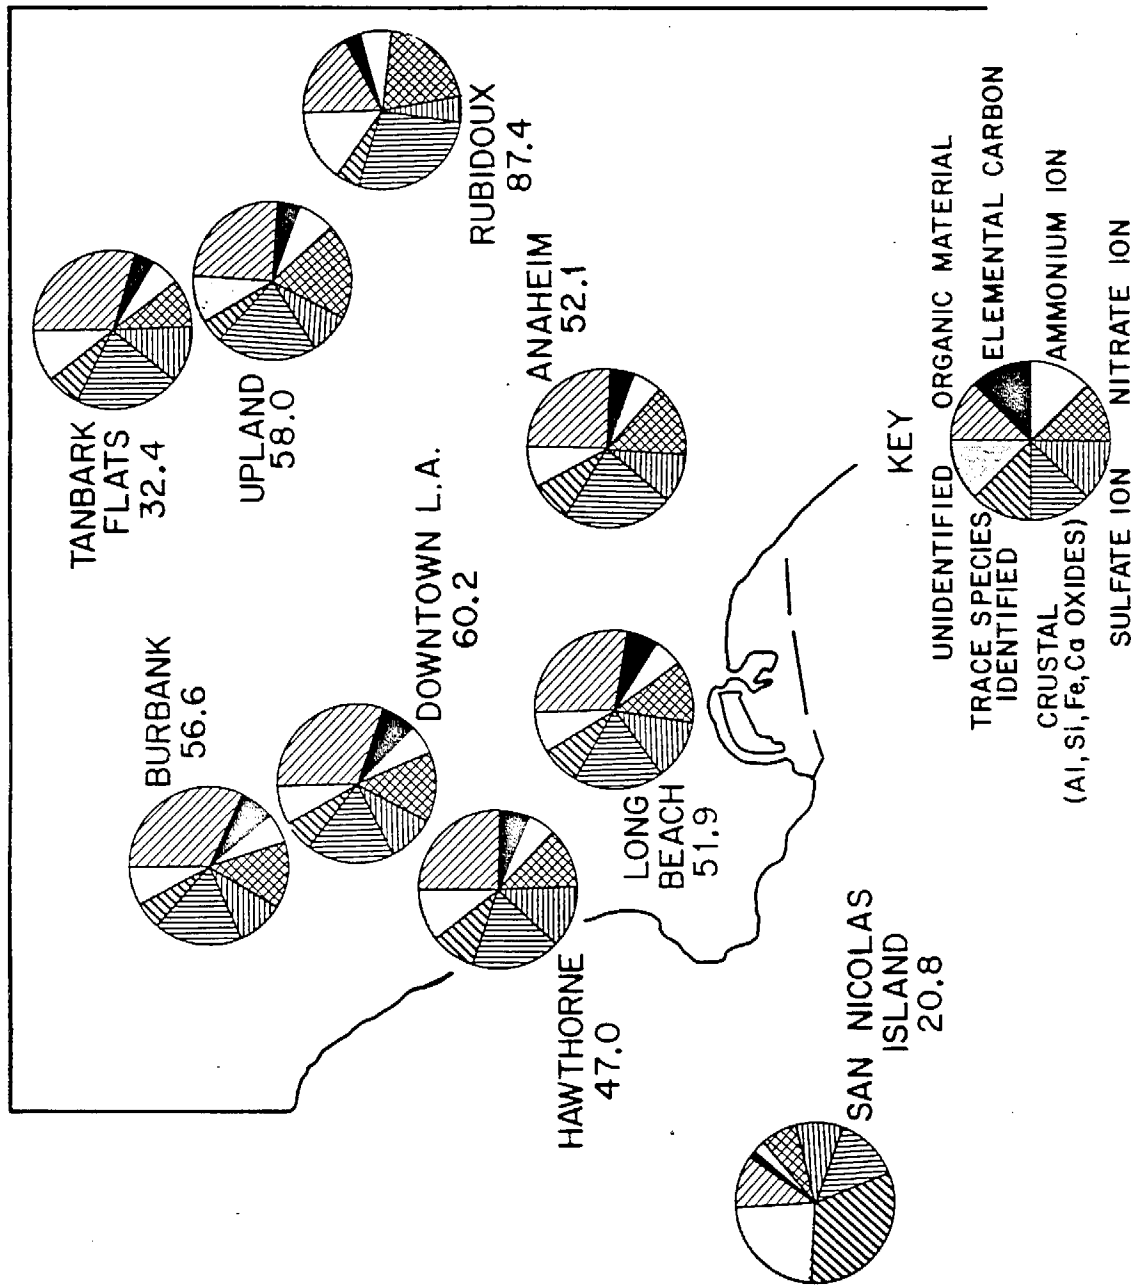 TANBARK
FLATS
32.4
BURBANK
56.6
UPLAND
58.0
DOWNTOWN L.A.
60.2
RUBIDOUX
87.4
ANAHEIM
52.1
HAWTHORNE
47.0
LONG
BEACH
51.9
SAN NICOLAS
ISLAND
20.8
KEY
UNIDENTIFIED
ORGANIC MATERIAL
TRACE SPECIES
IDENTIFIED
ELEMENTAL CARBON
CRUSTAL
(Al, Si, Fe, Ca OXIDES)
AMMONIUM ION
SULFATE ION
NITRATE ION